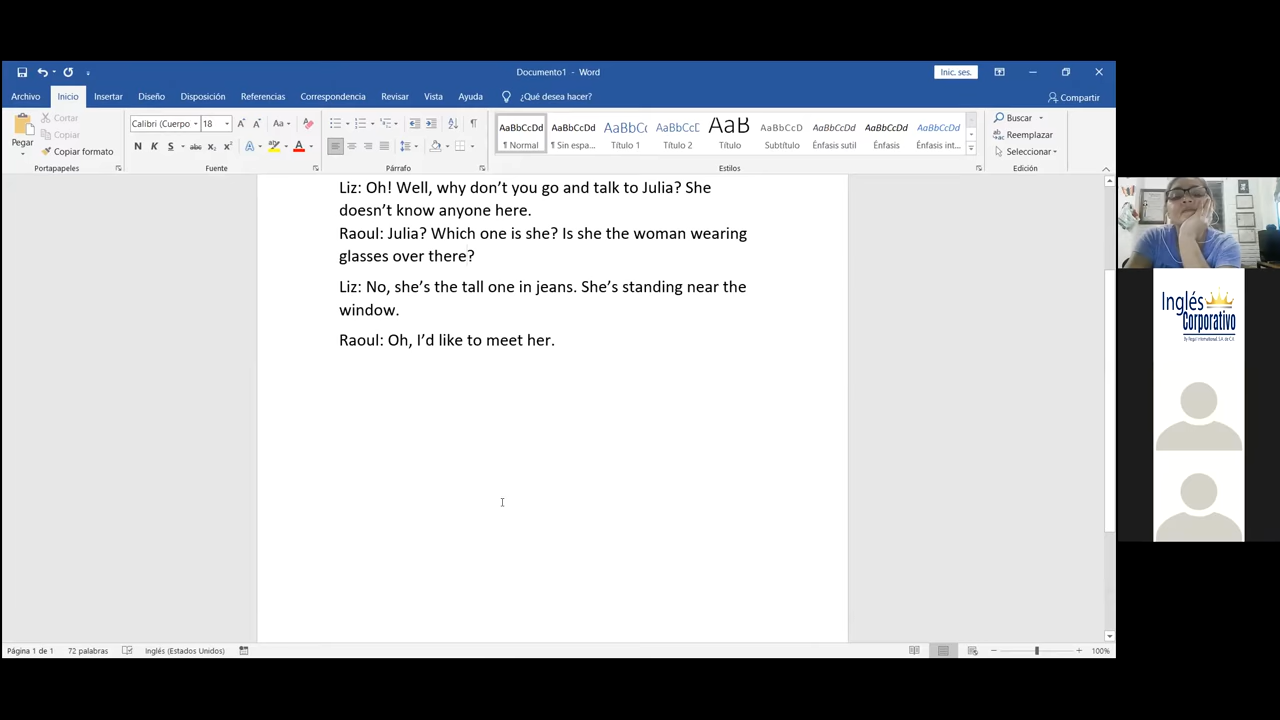 Documento1 - Word
Inic. ses.
Archivo Inicio Insertar Diseño Disposición Referencias Correspondencia Revisar Vista Ayuda ¿Qué desea hacer? Compartir
Pegar Cortar
Copiar
Copiar formato
Portapapeles
Calibri (Cuerpo 18
Fuente
Párrafo
AaBbCcDd AaBbCcDd AaBbC( AaBbCcC AaB AaBbCcD AaBbCcDd AaBbCcDd AaBbCcDd
¶ Normal ¶ Sin espa... Título 1 Título 2 Título Subtítulo Énfasis sutil Énfasis Énfasis int...
Estilos
Buscar
Reemplazar
Seleccionar
Edición
Liz: Oh! Well, why don’t you go and talk to Julia? She
doesn’t know anyone here.
Raoul: Julia? Which one is she? Is she the woman wearing
glasses over there?
Liz: No, she’s the tall one in jeans. She’s standing near the
window.
Raoul: Oh, I’d like to meet her.
Inglés
Corporativo
Página 1 de 1 72 palabras Inglés (Estados Unidos) 100%